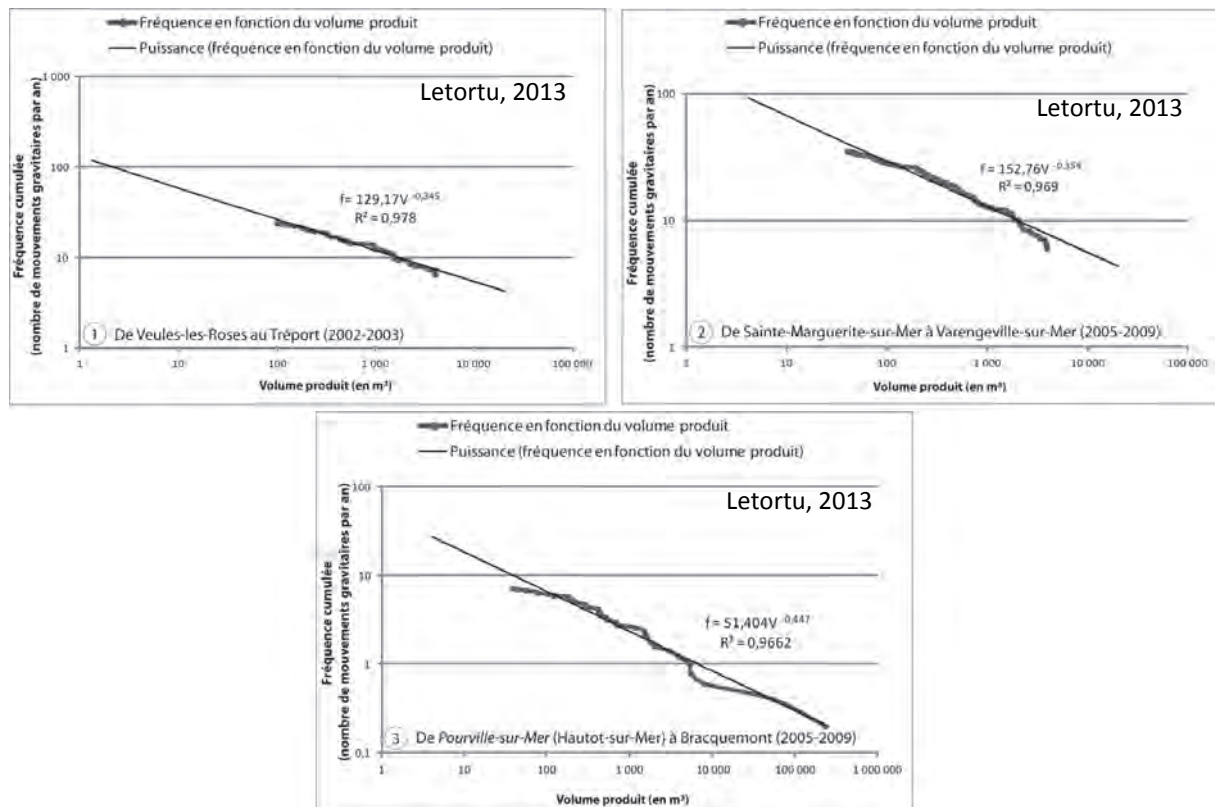 Fréquence en fonction du volume produit
Puissance (fréquence en fonction du volume produit)
Letortu, 2013
Fréquence cumulée
(nombre de mouvements gravitaires par an)
1 000
100
10
1
f= 129,17V -0,345
R² = 0,978
1 De Veules-les-Roses au Tréport (2002-2003)
1 10 100 1 000 10 000 100 000
Volume produit (en m³)
Fréquence en fonction du volume produit
Puissance (fréquence en fonction du volume produit)
Letortu, 2013
Fréquence cumulée
(nombre de mouvements gravitaires par an)
100
10
1
f = 152,76V -0,354
R² = 0,969
2 De Sainte-Marguerite-sur-Mer à Varengeville-sur-Mer (2005-2009)
1 10 100 1 000 10 000 100 000
Volume produit (en m³)
Fréquence en fonction du volume produit
Puissance (fréquence en fonction du volume produit)
Letortu, 2013
Fréquence cumulée
(nombre de mouvements gravitaires par an)
100
10
1
0,1
f = 51,404V -0,447
R² = 0,9662
3 De Pourville-sur-Mer (Hautot-sur-Mer) à Bracquemont (2005-2009)
1 10 100 1 000 10 000 100 000 1 000 000
Volume produit (en m³)